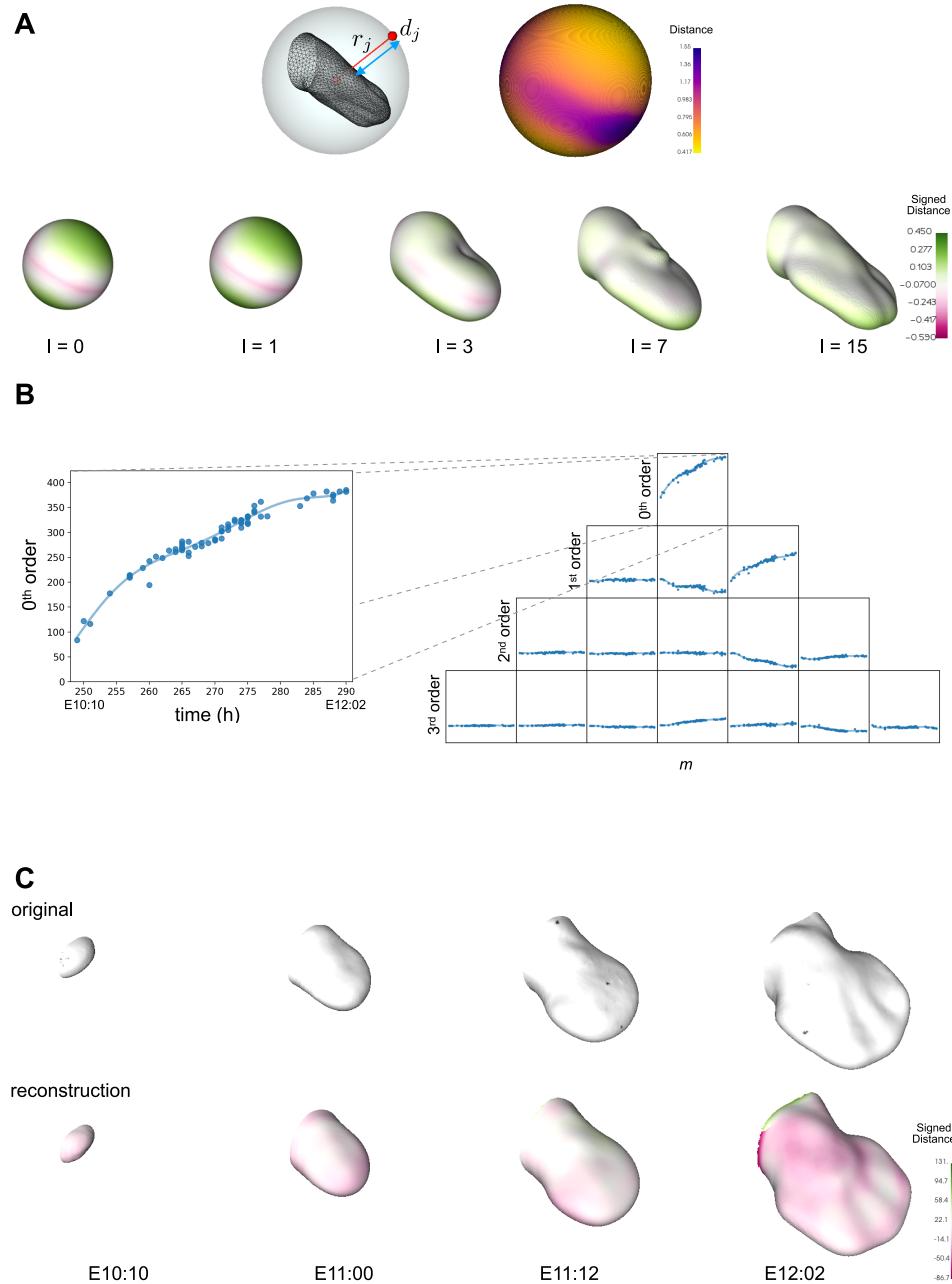 A
r_j
d_j
Distance
1.55
1.36
1.17
0.983
0.795
0.606
0.417
Signed
Distance
0.450
0.277
0.103
−0.0700
−0.243
−0.417
−0.590
l = 0
l = 1
l = 3
l = 7
l = 15
B
0th order
400
350
300
250
200
150
100
50
0
250
255
260
265
270
275
280
285
290
E10:10
E12:02
time (h)
0th order
1st order
2nd order
3rd order
m
C
original
reconstruction
Signed
Distance
131.
94.7
58.4
22.1
-14.1
-50.4
-86.7
E10:10
E11:00
E11:12
E12:02